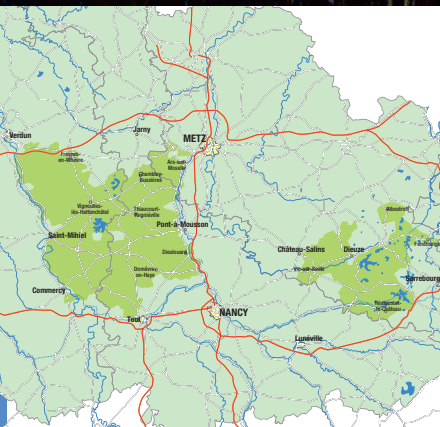 Verdun
Jarny
METZ
Fresnes-
en-Woëvre
Ars-sur-
Moselle
Chambley-
Bussières
Vigneulles-
lès-Hattonchâtel
Thiaucourt-
Regniéville
Albestroff
Saint-Mihiel
Pont-à-Mousson
Château-Salins
Dieuze
Fénétrange
Dieulouard
Vic-sur-Seille
Domèvre-
en-Haye
Sarrebourg
Commercy
Réchicourt-
le-Château
Toul
NANCY
Lunéville